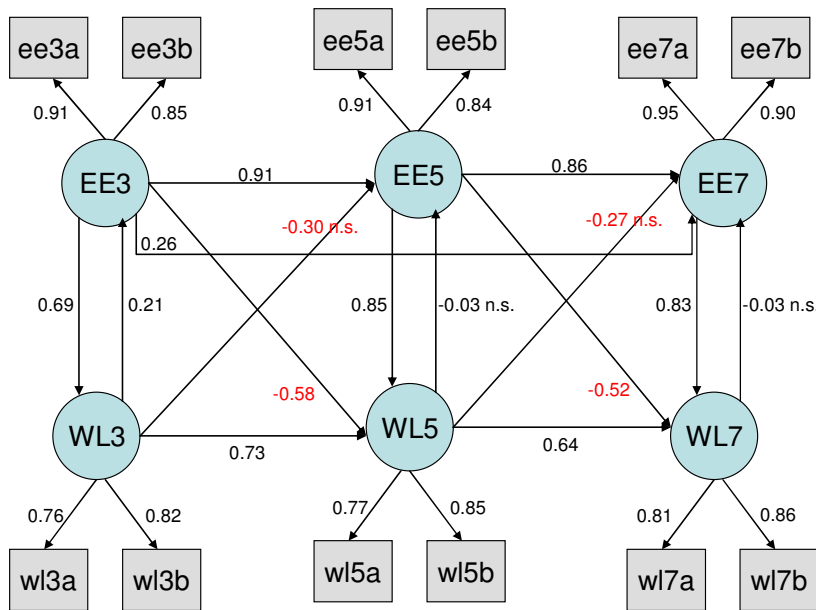 ee3a
ee3b
ee5a
ee5b
ee7a
ee7b
0.91
0.85
0.91
0.84
0.95
0.90
EE3
EE5
EE7
0.91
0.86
-0.30 n.s.
-0.27 n.s.
0.26
0.69
0.21
0.85
-0.03 n.s.
0.83
-0.03 n.s.
-0.58
-0.52
WL3
WL5
WL7
0.73
0.64
0.76
0.82
0.77
0.85
0.81
0.86
wl3a
wl3b
wl5a
wl5b
wl7a
wl7b